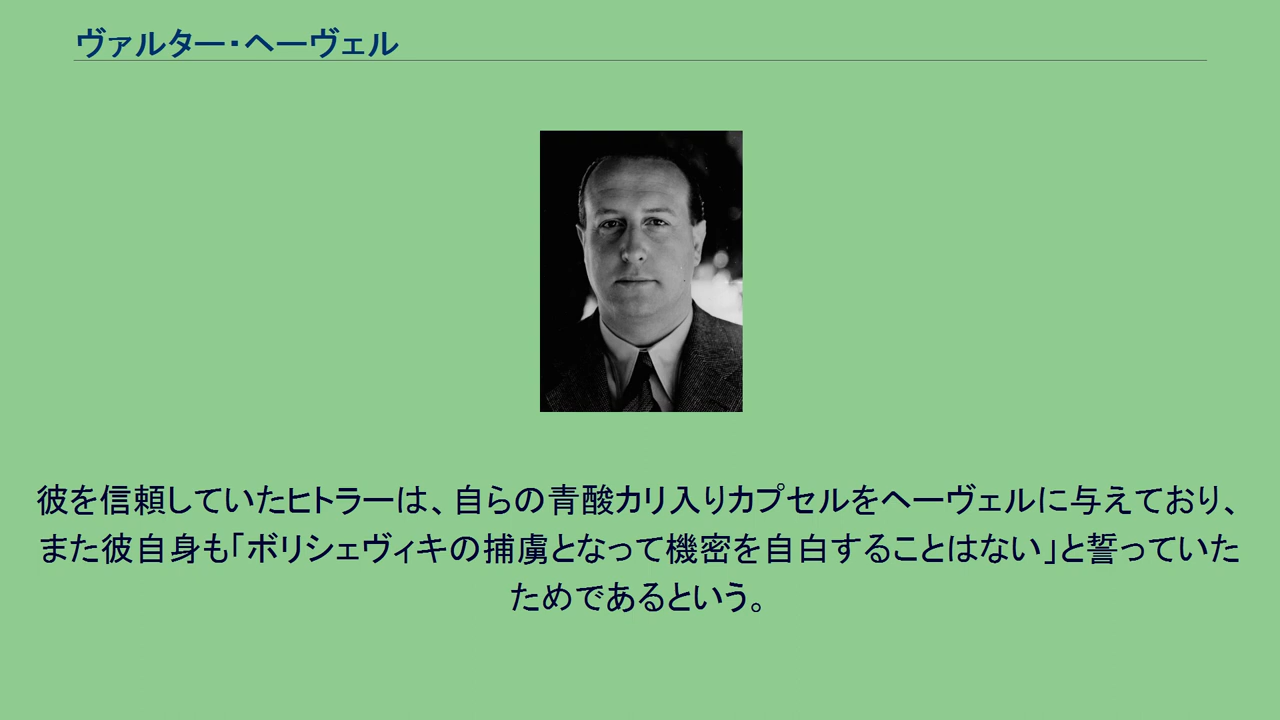 ヴァルター・ヘーヴェル
彼を信頼していたヒトラーは、自らの青酸カリ入りカプセルをヘーヴェルに与えており、
また彼自身も「ボリシェヴィキの捕虜となって機密を自白することはない」と誓っていた
ためであるという。